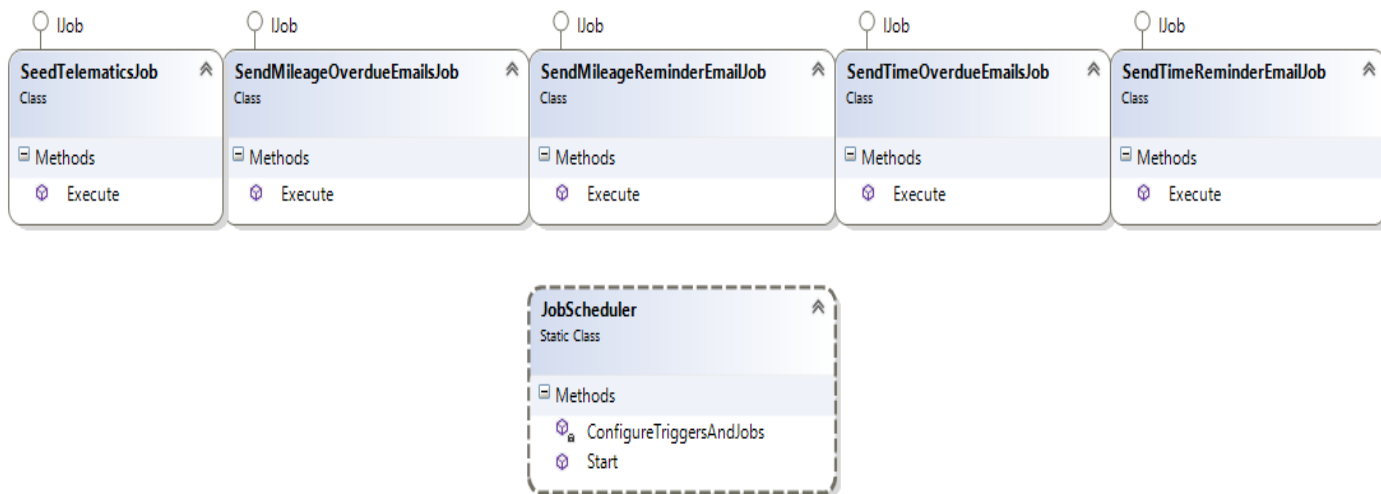 IJob IJob IJob IJob IJob
SeedTelematicsJob SendMileageOverdueEmailsJob SendMileageReminderEmailJob SendTimeOverdueEmailsJob SendTimeReminderEmailJob
Class Class Class Class Class
Methods Methods Methods Methods Methods
Execute Execute Execute Execute Execute
JobScheduler
Static Class
Methods
ConfigureTriggersAndJobs
Start